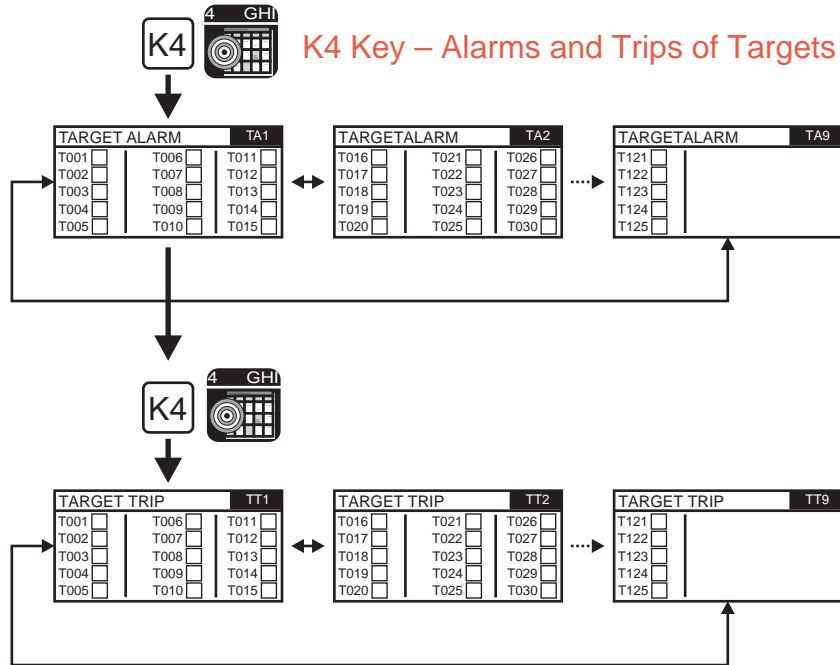 4 GHI
K4
K4 Key – Alarms and Trips of Targets
TARGET ALARM TA1
T001 T006 T011
T002 T007 T012
T003 T008 T013
T004 T009 T014
T005 T010 T015
TARGETALARM TA2
T016 T021 T026
T017 T022 T027
T018 T023 T028
T019 T024 T029
T020 T025 T030
TARGETALARM TA9
T121
T122
T123
T124
T125
4 GHI
K4
TARGET TRIP TT1
T001 T006 T011
T002 T007 T012
T003 T008 T013
T004 T009 T014
T005 T010 T015
TARGET TRIP TT2
T016 T021 T026
T017 T022 T027
T018 T023 T028
T019 T024 T029
T020 T025 T030
TARGET TRIP TT9
T121
T122
T123
T124
T125